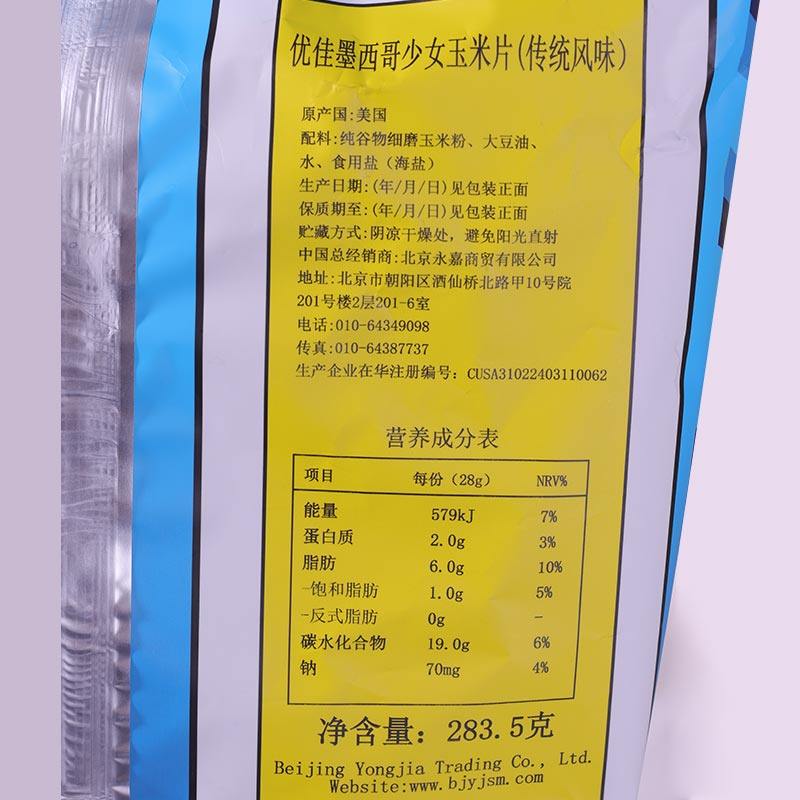 优佳墨西哥少女玉米片(传统风味)
原产国:美国
配料:纯谷物细磨玉米粉、大豆油、
水、食用盐（海盐）
生产日期:(年/月/日)见包装正面
保质期至:(年/月/日)见包装正面
贮藏方式:阴凉干燥处，避免阳光直射
中国总经销商:北京永嘉商贸有限公司
地址:北京市朝阳区酒仙桥北路甲10号院
201号楼2层201-6室
电话:010-64349098
传真:010-64387737
生产企业在华注册编号：CUSA31022403110062
营养成分表
项目 每份（28g） NRV%
能量 579kJ 7%
蛋白质 2.0g 3%
脂肪 6.0g 10%
-饱和脂肪 1.0g 5%
-反式脂肪 0g -
碳水化合物 19.0g 6%
钠 70mg 4%
净含量：283.5克
Beijing Yongjia Trading Co., Ltd.
Website:www.bjyjsm.com